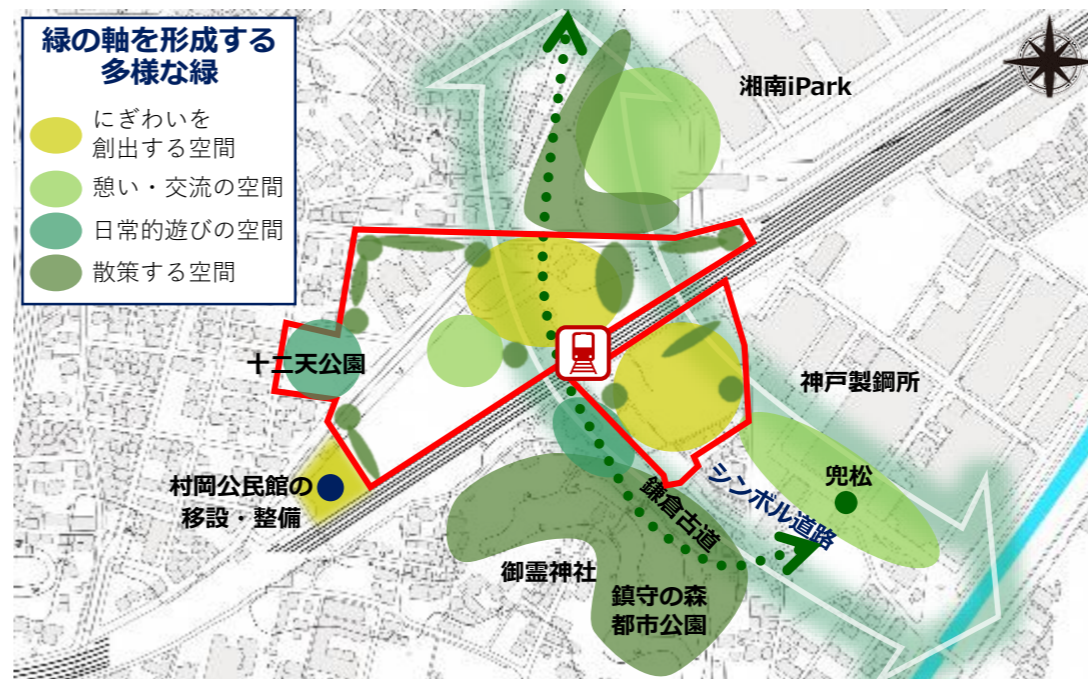 緑の軸を形成する
多様な緑
にぎわいを
創出する空間
憩い・交流の空間
日常的遊びの空間
散策する空間
湘南iPark
十二天公園
神戸製鋼所
村岡公民館の
移設・整備
兜松
シンボル道路
鎌倉古道
御霊神社
鎮守の森
都市公園